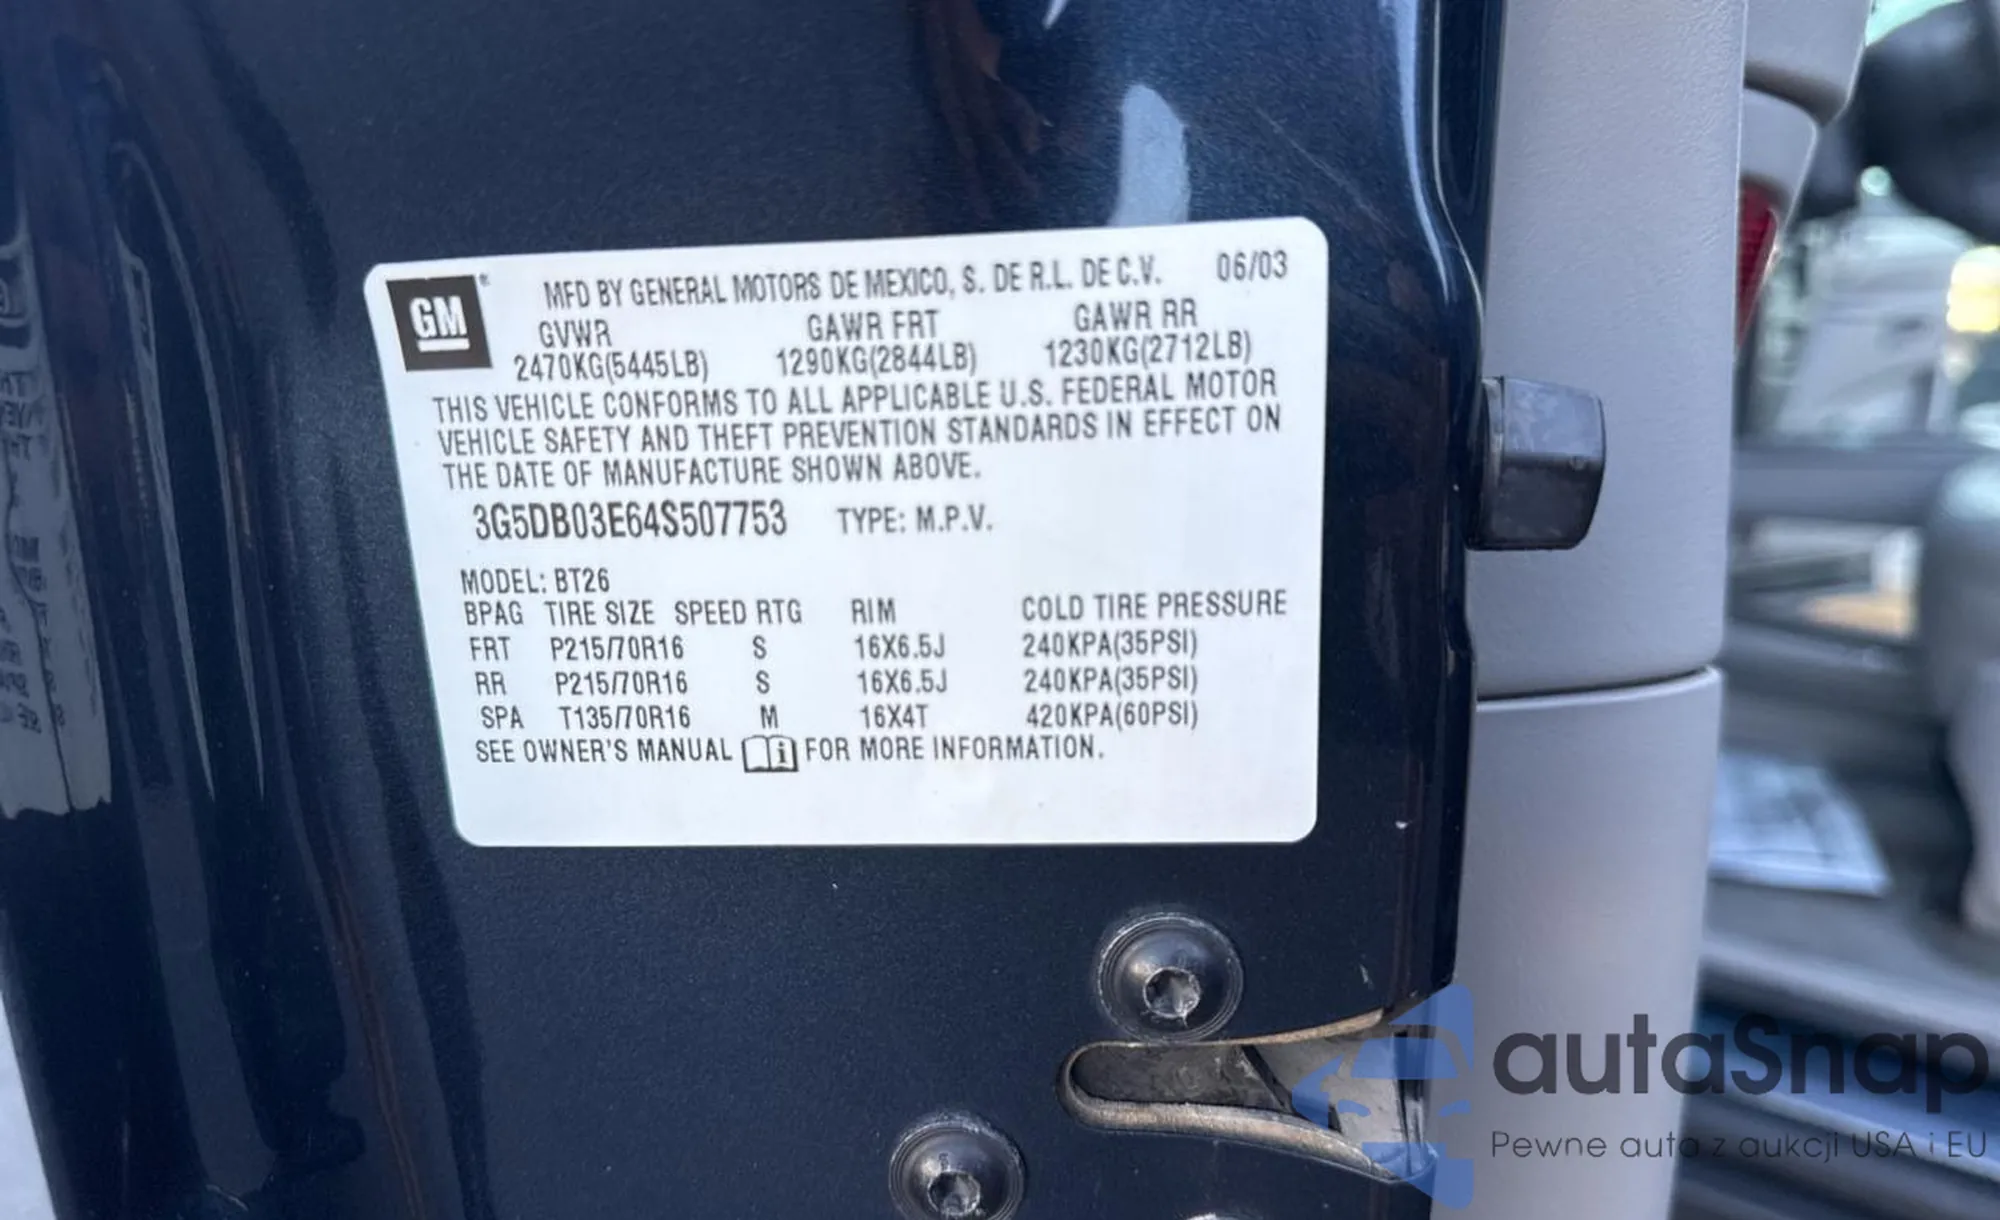 GM®
MFD BY GENERAL MOTORS DE MEXICO, S. DE R.L. DE C.V. 06/03
GVWR GAWR FRT GAWR RR
2470KG(5445LB) 1290KG(2844LB) 1230KG(2712LB)
THIS VEHICLE CONFORMS TO ALL APPLICABLE U.S. FEDERAL MOTOR
VEHICLE SAFETY AND THEFT PREVENTION STANDARDS IN EFFECT ON
THE DATE OF MANUFACTURE SHOWN ABOVE.
3G5DB03E64S507753 TYPE: M.P.V.
MODEL: BT26
BPAG TIRE SIZE SPEED RTG RIM COLD TIRE PRESSURE
FRT P215/70R16 S 16X6.5J 240KPA(35PSI)
RR P215/70R16 S 16X6.5J 240KPA(35PSI)
SPA T135/70R16 M 16X4T 420KPA(60PSI)
SEE OWNER'S MANUAL i FOR MORE INFORMATION.
autoSnap
Pewne auta z aukcji USA i EU